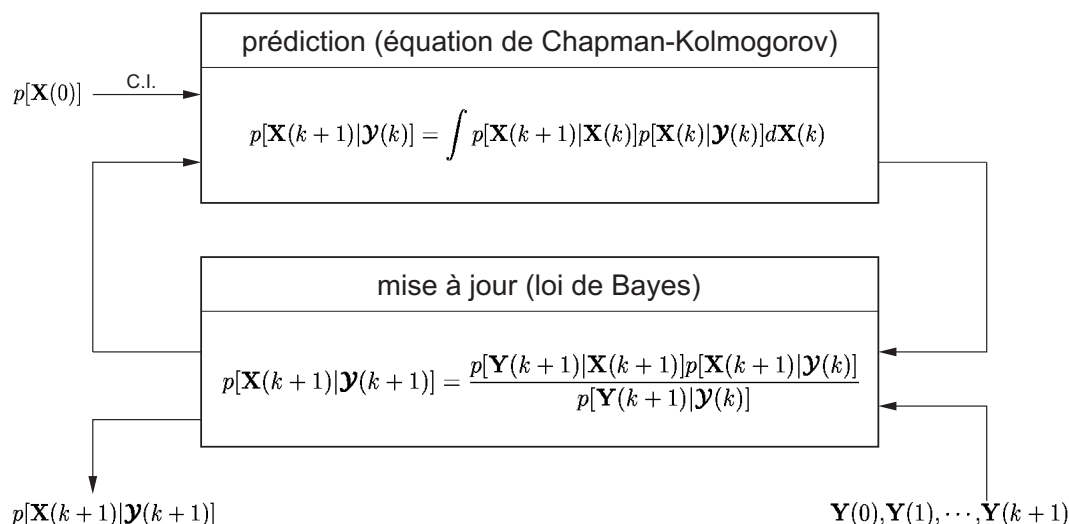 prédiction (équation de Chapman-Kolmogorov)
C.I.
p[𝐗(0)]
p[𝐗(k + 1)|𝓨(k)] = ∫ p[𝐗(k + 1)|𝐗(k)]p[𝐗(k)|𝓨(k)]d𝐗(k)
mise à jour (loi de Bayes)
p[𝐗(k + 1)|𝓨(k + 1)] = p[𝐘(k + 1)|𝐗(k + 1)]p[𝐗(k + 1)|𝓨(k)] / p[𝐘(k + 1)|𝓨(k)]
p[𝐗(k + 1)|𝓨(k + 1)]
𝐘(0),𝐘(1), ⋯ ,𝐘(k + 1)